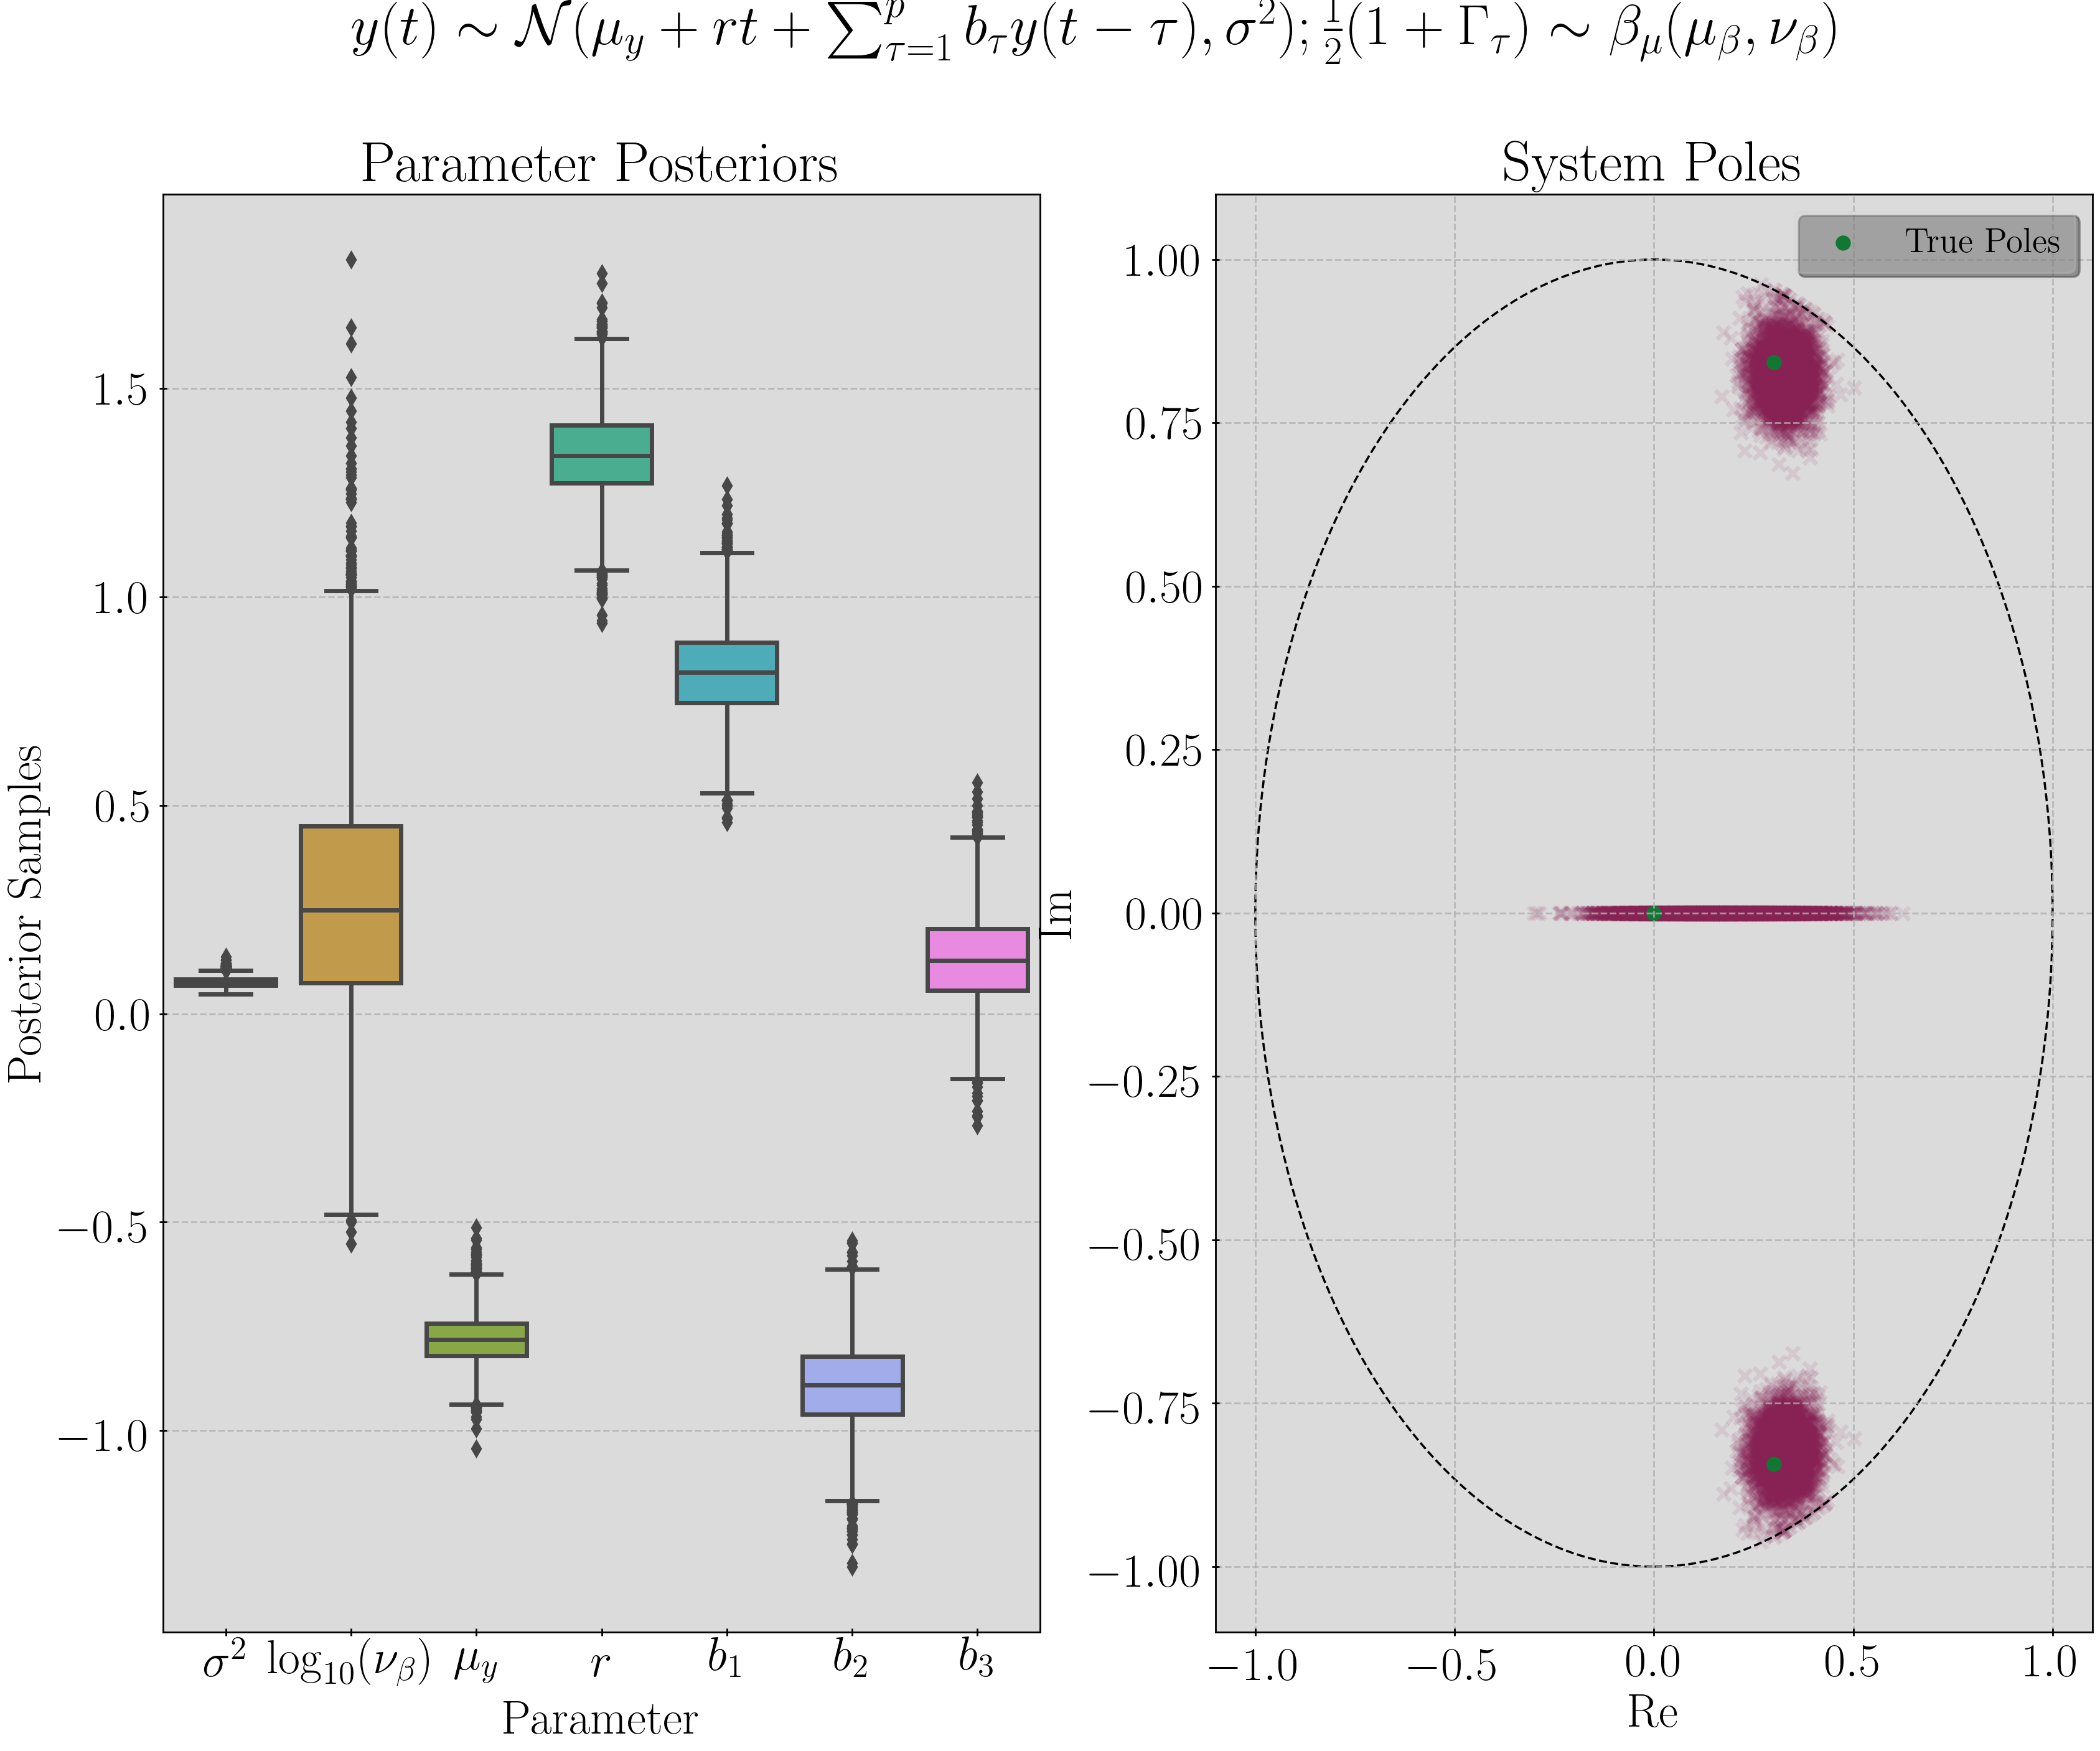 y(t) ∼ 𝒩(μ_y + rt + ∑_{τ=1}^{p} b_τ y(t − τ), σ²); ½(1 + Γ_τ) ∼ β_μ(μ_β, ν_β)
Parameter Posteriors
Posterior Samples
1.5
1.0
0.5
0.0
−0.5
−1.0
σ² log₁₀(ν_β) μ_y r b₁ b₂ b₃
Parameter
System Poles
True Poles
Im
1.00
0.75
0.50
0.25
0.00
−0.25
−0.50
−0.75
−1.00
−1.0 −0.5 0.0 0.5 1.0
Re